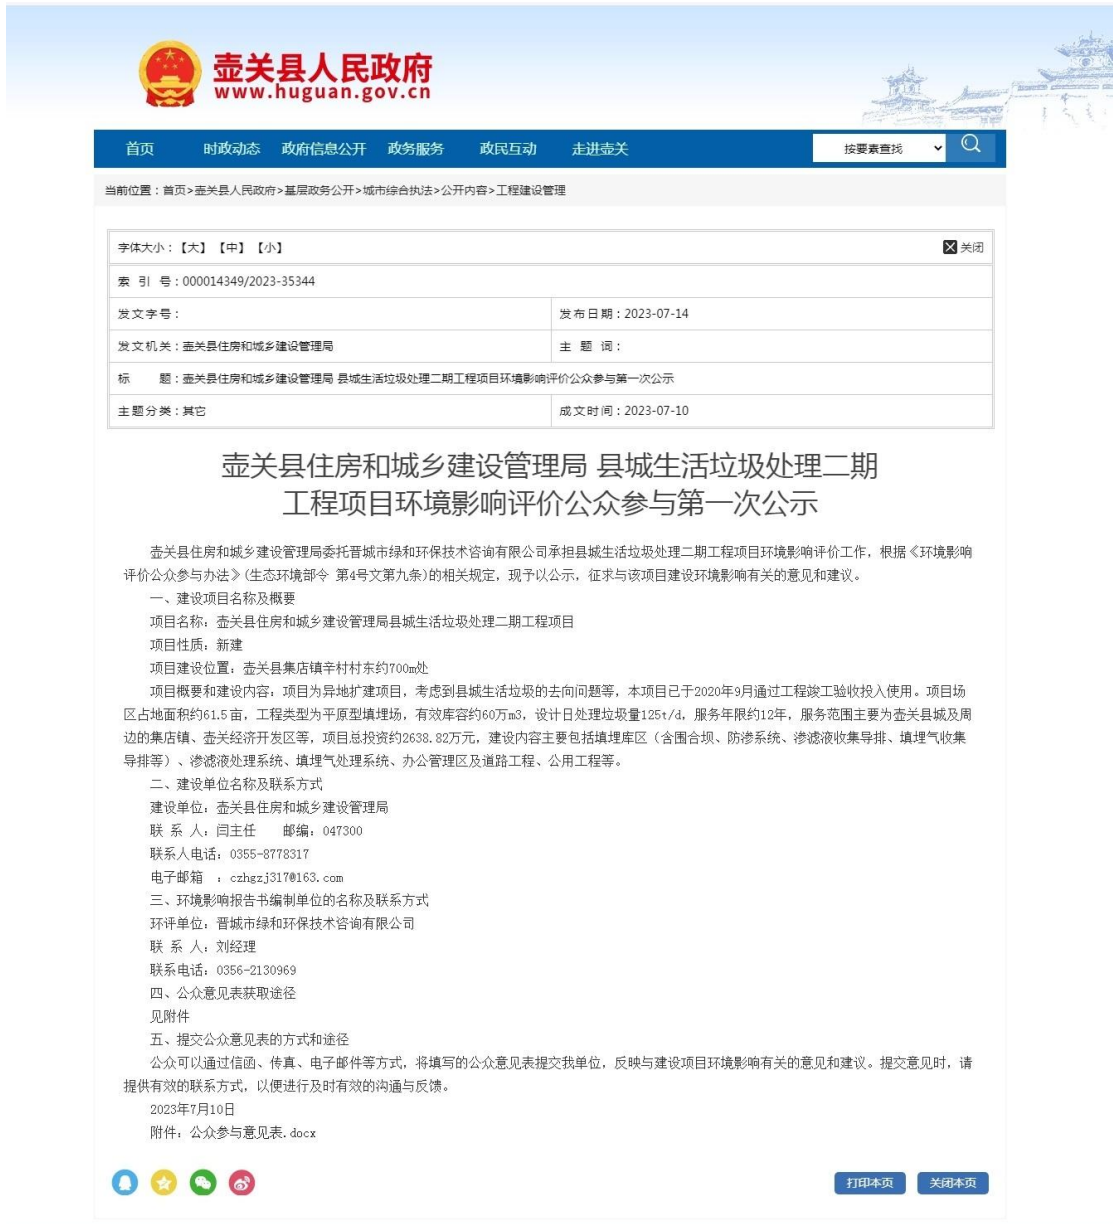 壶关县人民政府
www.huguan.gov.cn
首页 时政动态 政府信息公开 政务服务 政民互动 走进壶关 按要素查找
当前位置：首页>壶关县人民政府>基层政务公开>城市综合执法>公开内容>工程建设管理
字体大小：【大】【中】【小】 关闭
索 引 号：000014349/2023-35344
发文字号： 发布日期：2023-07-14
发文机关：壶关县住房和城乡建设管理局 主 题 词：
标 题：壶关县住房和城乡建设管理局 县城生活垃圾处理二期工程项目环境影响评价公众参与第一次公示
主题分类：其它 成文时间：2023-07-10
壶关县住房和城乡建设管理局 县城生活垃圾处理二期
工程项目环境影响评价公众参与第一次公示
壶关县住房和城乡建设管理局委托晋城市绿和环保技术咨询有限公司承担县城生活垃圾处理二期工程项目环境影响评价工作，根据《环境影响
评价公众参与办法》(生态环境部令 第4号文第九条)的相关规定，现予以公示，征求与该项目建设环境影响有关的意见和建议。
一、建设项目名称及概要
项目名称：壶关县住房和城乡建设管理局县城生活垃圾处理二期工程项目
项目性质：新建
项目建设位置：壶关县集店镇辛村村东约700m处
项目概要和建设内容：项目为异地扩建项目，考虑到县城生活垃圾的去向问题等，本项目已于2020年9月通过工程竣工验收投入使用。项目场
区占地面积约61.5亩，工程类型为平原型填埋场，有效库容约60万m3，设计日处理垃圾量125t/d，服务年限约12年，服务范围主要为壶关县城及周
边的集店镇、壶关经济开发区等，项目总投资约2638.82万元，建设内容主要包括填埋库区（含围合坝、防渗系统、渗滤液收集导排、填埋气收集
导排等）、渗滤液处理系统、填埋气处理系统、办公管理区及道路工程、公用工程等。
二、建设单位名称及联系方式
建设单位：壶关县住房和城乡建设管理局
联 系 人：闫主任 邮编：047300
联系人电话：0355-8778317
电子邮箱 ：czhgzj317@163.com
三、环境影响报告书编制单位的名称及联系方式
环评单位：晋城市绿和环保技术咨询有限公司
联 系 人：刘经理
联系电话：0356-2130969
四、公众意见表获取途径
见附件
五、提交公众意见表的方式和途径
公众可以通过信函、传真、电子邮件等方式，将填写的公众意见表提交我单位，反映与建设项目环境影响有关的意见和建议。提交意见时，请
提供有效的联系方式，以便进行及时有效的沟通与反馈。
2023年7月10日
附件：公众参与意见表.docx
打印本页 关闭本页